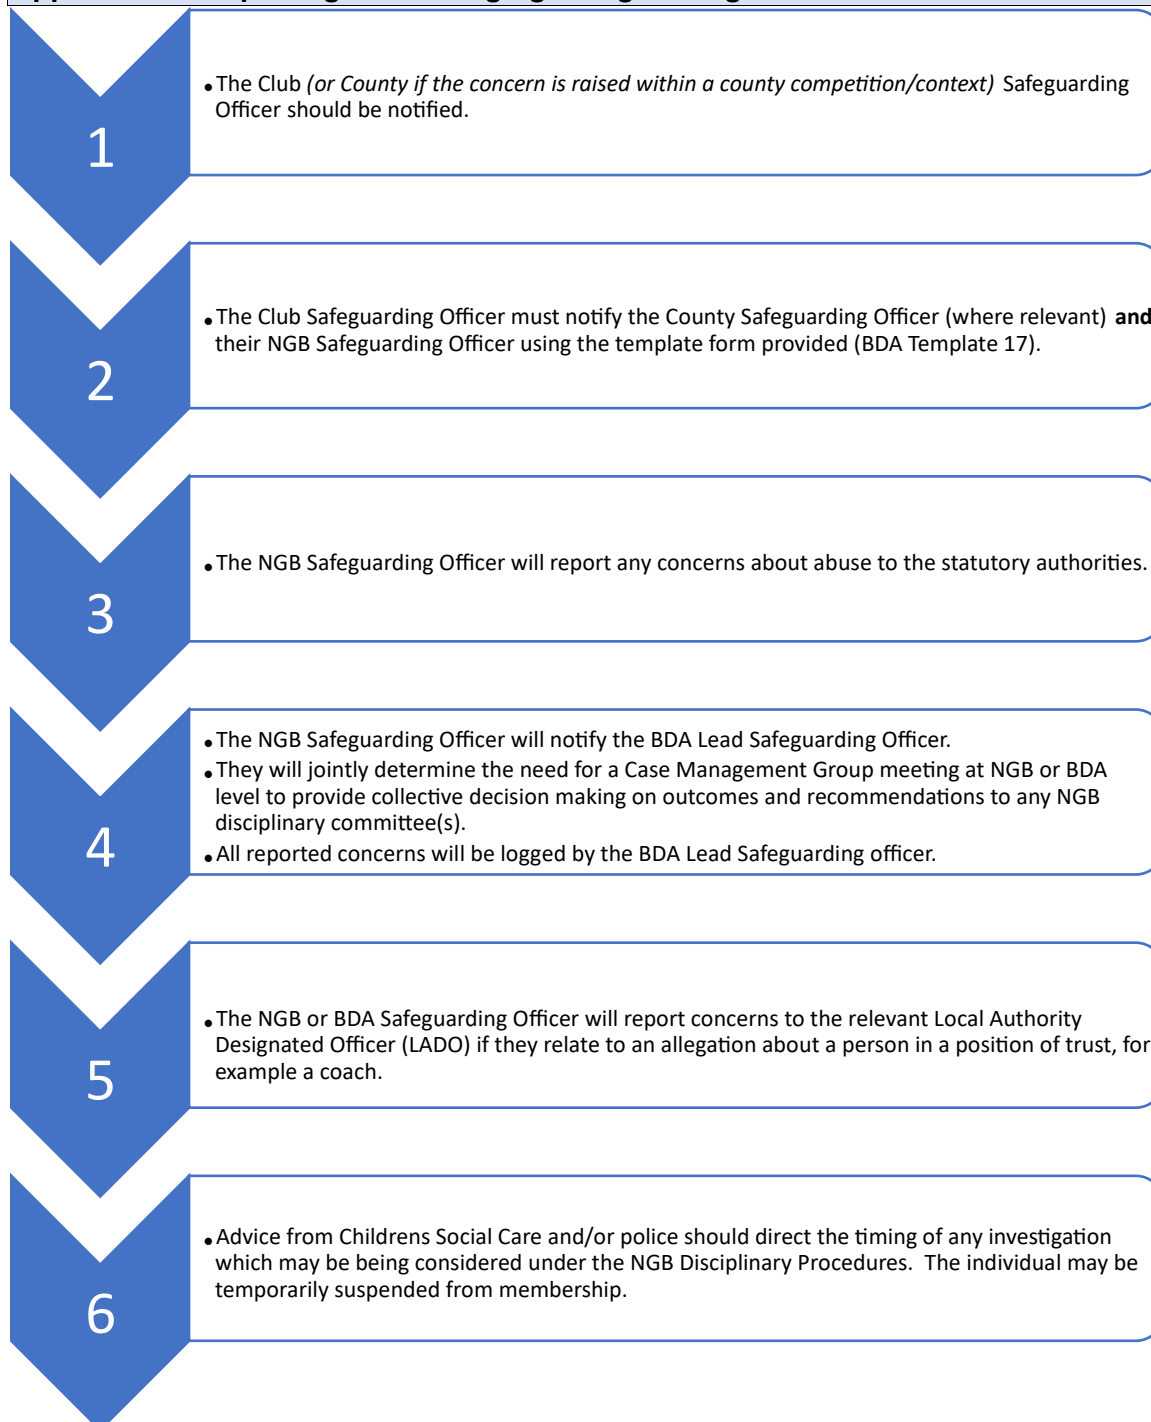 1
• The Club (or County if the concern is raised within a county competition/context) Safeguarding
Officer should be notified.
2
• The Club Safeguarding Officer must notify the County Safeguarding Officer (where relevant) and
their NGB Safeguarding Officer using the template form provided (BDA Template 17).
3
• The NGB Safeguarding Officer will report any concerns about abuse to the statutory authorities.
4
• The NGB Safeguarding Officer will notify the BDA Lead Safeguarding Officer.
• They will jointly determine the need for a Case Management Group meeting at NGB or BDA
level to provide collective decision making on outcomes and recommendations to any NGB
disciplinary committee(s).
• All reported concerns will be logged by the BDA Lead Safeguarding officer.
5
• The NGB or BDA Safeguarding Officer will report concerns to the relevant Local Authority
Designated Officer (LADO) if they relate to an allegation about a person in a position of trust, for
example a coach.
6
• Advice from Childrens Social Care and/or police should direct the timing of any investigation
which may be being considered under the NGB Disciplinary Procedures.  The individual may be
temporarily suspended from membership.